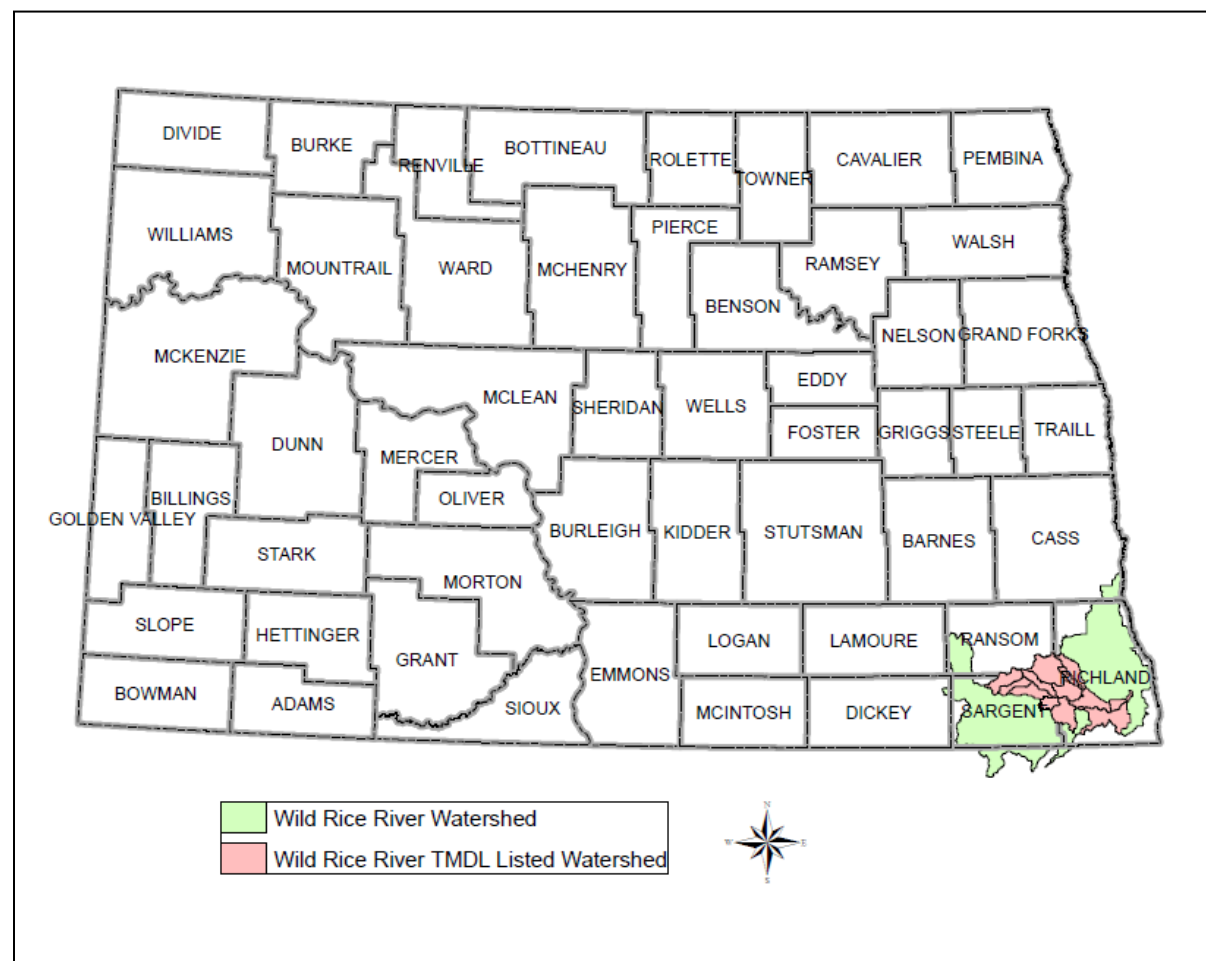 DIVIDE
BURKE
RENVILLE
BOTTINEAU
ROLETTE
TOWNER
CAVALIER
PEMBINA
WILLIAMS
MOUNTRAIL
WARD
MCHENRY
PIERCE
BENSON
RAMSEY
WALSH
MCKENZIE
NELSON
GRAND FORKS
DUNN
MCLEAN
SHERIDAN
WELLS
EDDY
FOSTER
GRIGGS
STEELE
TRAILL
MERCER
OLIVER
GOLDEN VALLEY
BILLINGS
STARK
MORTON
BURLEIGH
KIDDER
STUTSMAN
BARNES
CASS
SLOPE
HETTINGER
GRANT
EMMONS
LOGAN
LAMOURE
RANSOM
RICHLAND
BOWMAN
ADAMS
SIOUX
MCINTOSH
DICKEY
SARGENT
Wild Rice River Watershed
Wild Rice River TMDL Listed Watershed
N
W
E
S